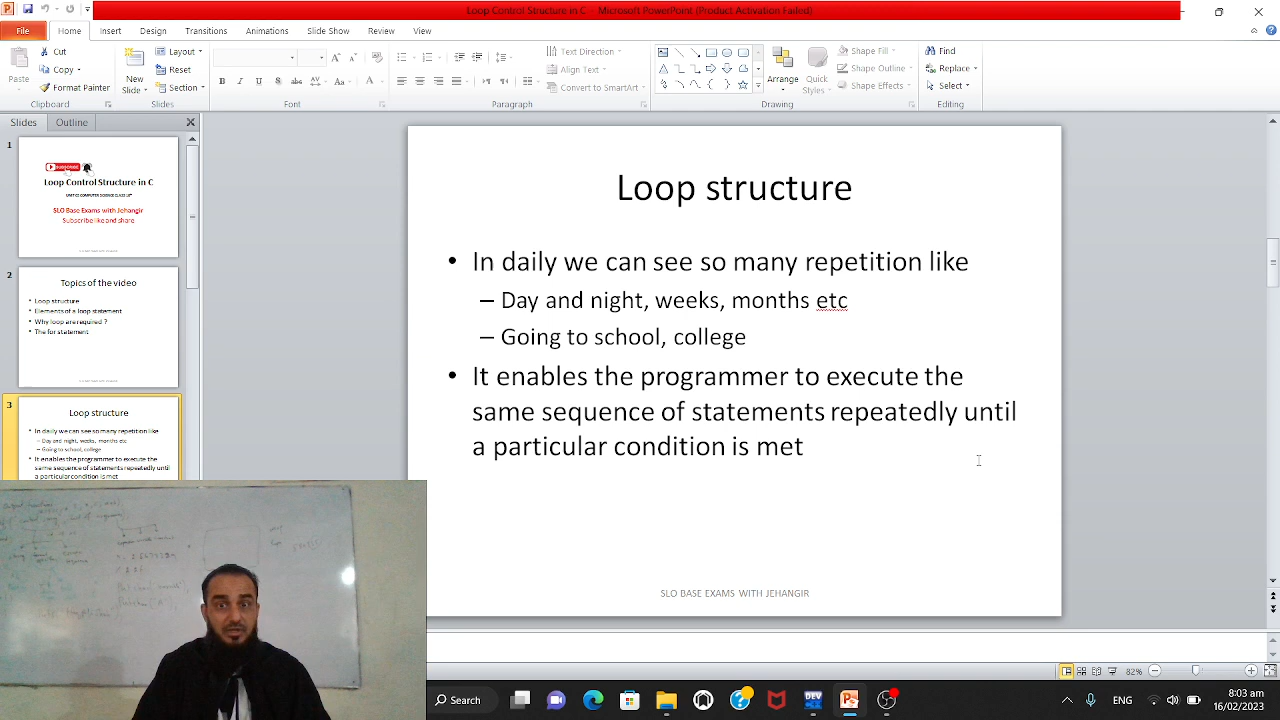 Loop Control Structure in C - Microsoft PowerPoint (Product Activation Failed)
File Home Insert Design Transitions Animations Slide Show Review View
Paste
Cut
Copy
Format Painter
Clipboard
New
Slide
Layout
Reset
Section
Slides
B I U S abc AV Aa A
Font
Text Direction
Align Text
Convert to SmartArt
Paragraph
Arrange
Quick
Styles
Shape Fill
Shape Outline
Shape Effects
Drawing
Find
Replace
Select
Editing
Slides Outline
1
SUBSCRIBE
Loop Control Structure in C
SLO Base Exams with Jehangir
Subscribe like and share
2
Topics of the video
• Loop structure
• Elements of a loop statement
• Why loop are required ?
• The for statement
3
Loop structure
• In daily we can see so many repetition like
– Day and night, weeks, months etc
– Going to school, college
• It enables the programmer to execute the
same sequence of statements repeatedly until
a particular condition is met
Loop structure
• In daily we can see so many repetition like
– Day and night, weeks, months etc
– Going to school, college
• It enables the programmer to execute the
same sequence of statements repeatedly until
a particular condition is met
SLO BASE EXAMS WITH JEHANGIR
82%
Search
DEV
ENG
8:03 am
16/02/2023